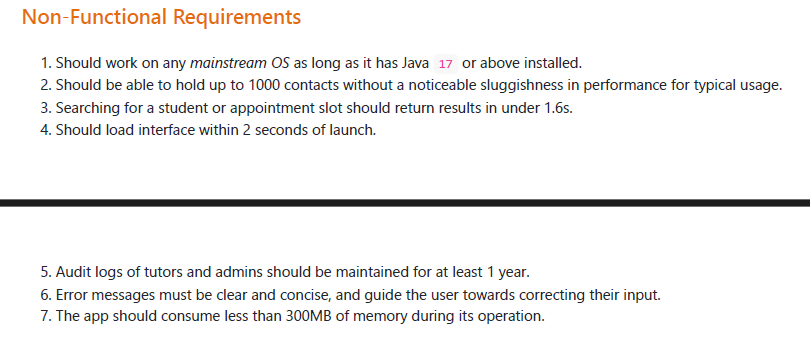 Non-Functional Requirements
1. Should work on any mainstream OS as long as it has Java 17 or above installed.
2. Should be able to hold up to 1000 contacts without a noticeable sluggishness in performance for typical usage.
3. Searching for a student or appointment slot should return results in under 1.6s.
4. Should load interface within 2 seconds of launch.
5. Audit logs of tutors and admins should be maintained for at least 1 year.
6. Error messages must be clear and concise, and guide the user towards correcting their input.
7. The app should consume less than 300MB of memory during its operation.